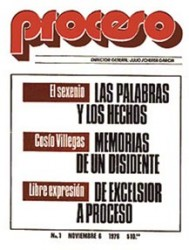 proceso
DIRECTOR GENERAL: JULIO SCHERER GARCÍA
El sexenio
LAS PALABRAS
Y LOS HECHOS
Cosío Villegas
MEMORIAS
DE UN DISIDENTE
Libre expresión
DE EXCELSIOR
A PROCESO
No. 1 NOVIEMBRE 6 1976